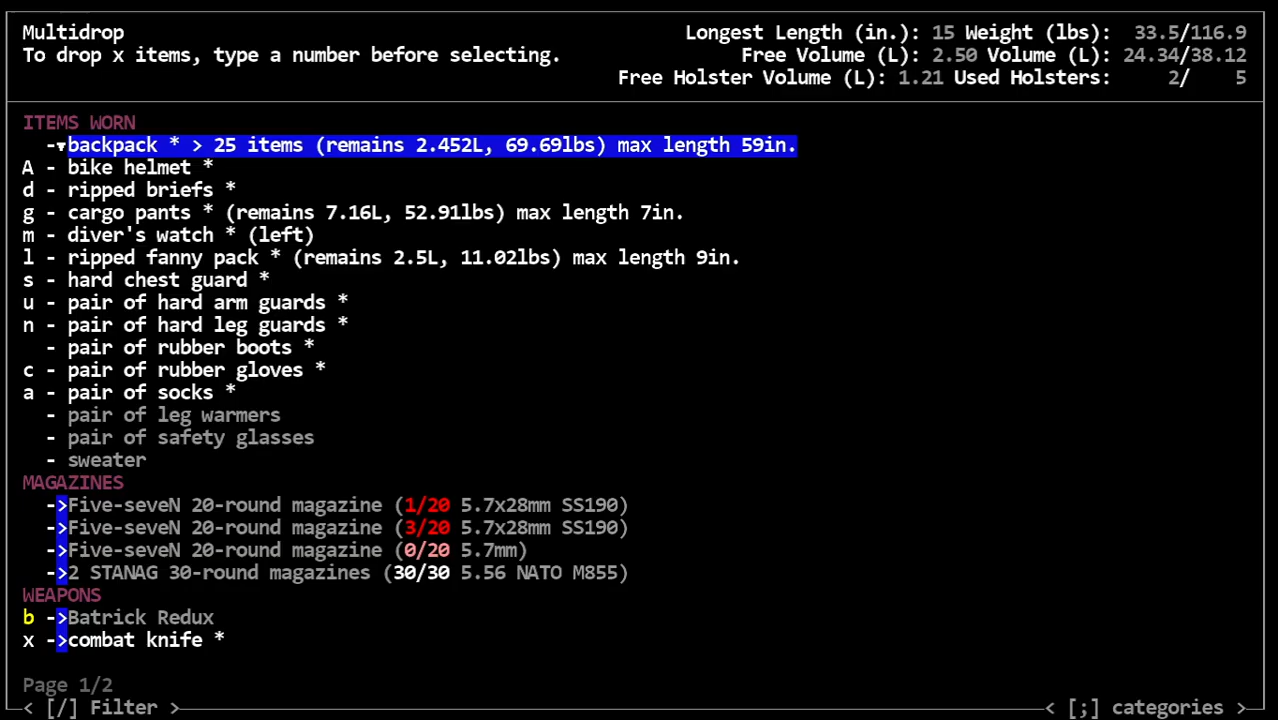 Multidrop Longest Length (in.): 15 Weight (lbs): 33.5/116.9
To drop x items, type a number before selecting. Free Volume (L): 2.50 Volume (L): 24.34/38.12
Free Holster Volume (L): 1.21 Used Holsters: 2/ 5
ITEMS WORN
-▾backpack * > 25 items (remains 2.452L, 69.69lbs) max length 59in.
A - bike helmet *
d - ripped briefs *
g - cargo pants * (remains 7.16L, 52.91lbs) max length 7in.
m - diver's watch * (left)
l - ripped fanny pack * (remains 2.5L, 11.02lbs) max length 9in.
s - hard chest guard *
u - pair of hard arm guards *
n - pair of hard leg guards *
- pair of rubber boots *
c - pair of rubber gloves *
a - pair of socks *
- pair of leg warmers
- pair of safety glasses
- sweater
MAGAZINES
->Five-seveN 20-round magazine (1/20 5.7x28mm SS190)
->Five-seveN 20-round magazine (3/20 5.7x28mm SS190)
->Five-seveN 20-round magazine (0/20 5.7mm)
->2 STANAG 30-round magazines (30/30 5.56 NATO M855)
WEAPONS
b ->Batrick Redux
x ->combat knife *
Page 1/2
< [/] Filter > < [;] categories >